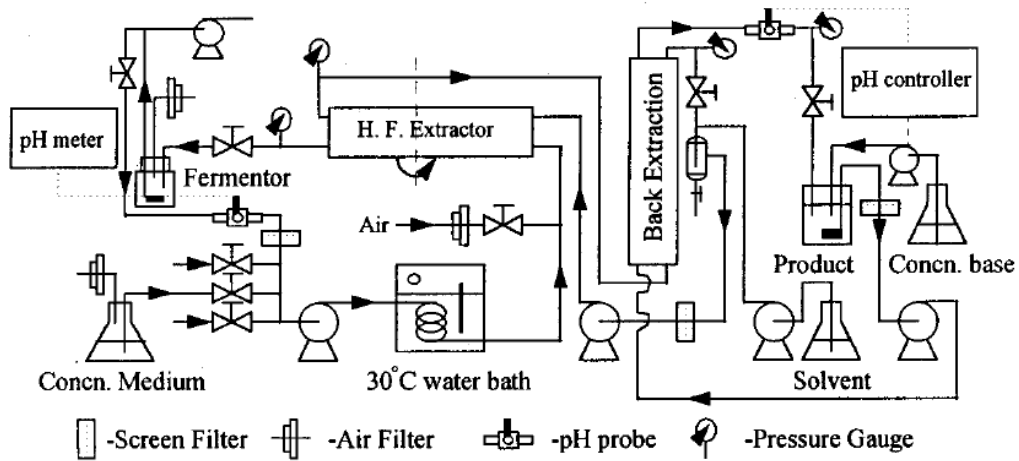 pH meter
Fermentor
H. F. Extractor
Back Extraction
pH controller
Air
Product
Concn. base
Concn. Medium
30°C water bath
Solvent
-Screen Filter
-Air Filter
-pH probe
-Pressure Gauge